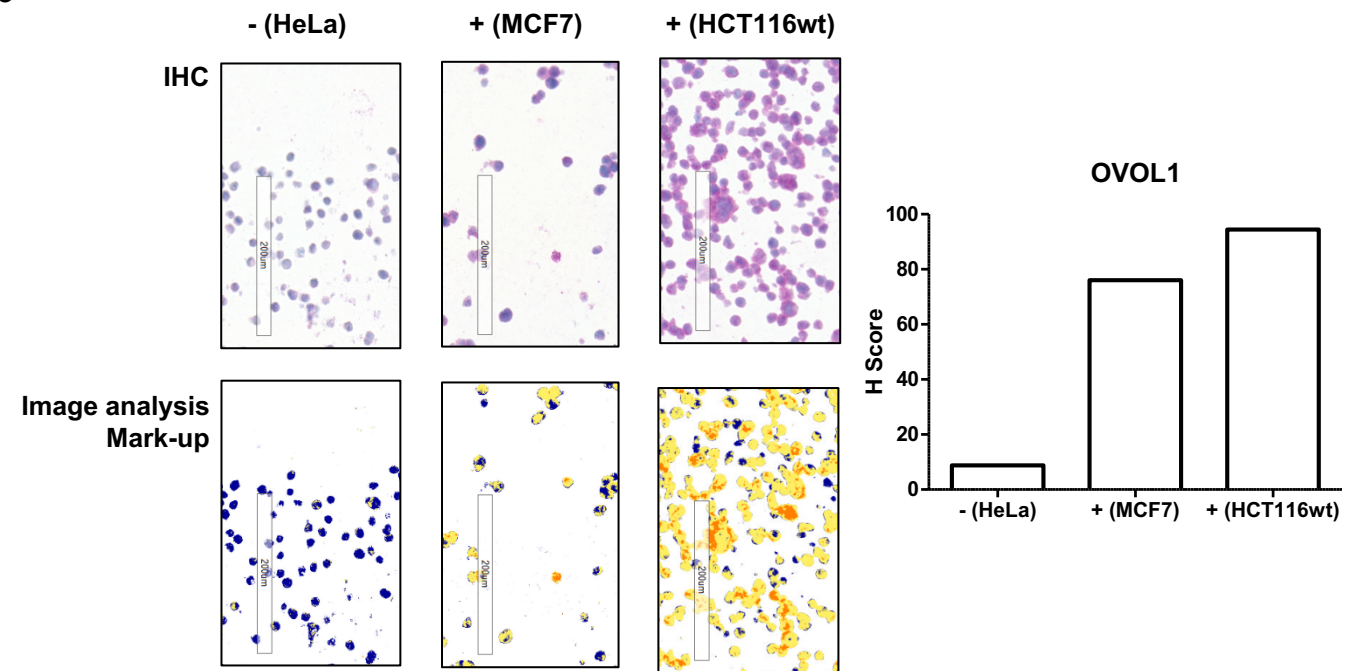 - (HeLa)
+ (MCF7)
+ (HCT116wt)
IHC
200um
200um
200um
Image analysis
Mark-up
200um
200um
200um
OVOL1
H Score
100
80
60
40
20
0
- (HeLa)
+ (MCF7)
+ (HCT116wt)